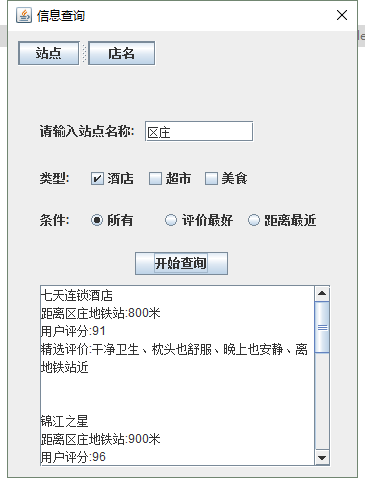 信息查询
站点 店名
请输入站点名称: 区庄
类型: 酒店 超市 美食
条件: 所有 评价最好 距离最近
开始查询
七天连锁酒店
距离区庄地铁站:800米
用户评分:91
精选评价:干净卫生、枕头也舒服、晚上也安静、离
地铁站近
锦江之星
距离区庄地铁站:900米
用户评分:96